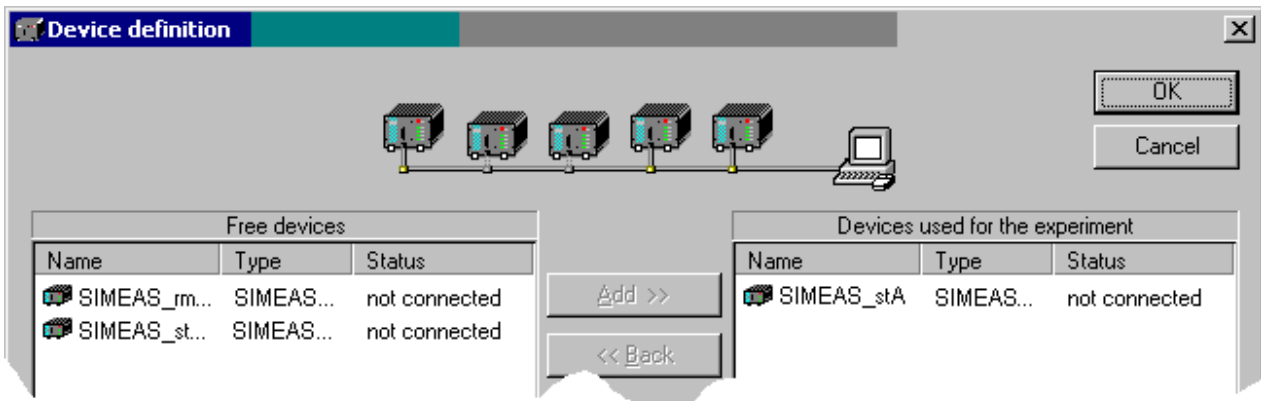 Device definition
OK
Cancel
Free devices
Name Type Status
SIMEAS_rm... SIMEAS... not connected
SIMEAS_st... SIMEAS... not connected
Add >>
<< Back
Devices used for the experiment
Name Type Status
SIMEAS_stA SIMEAS... not connected